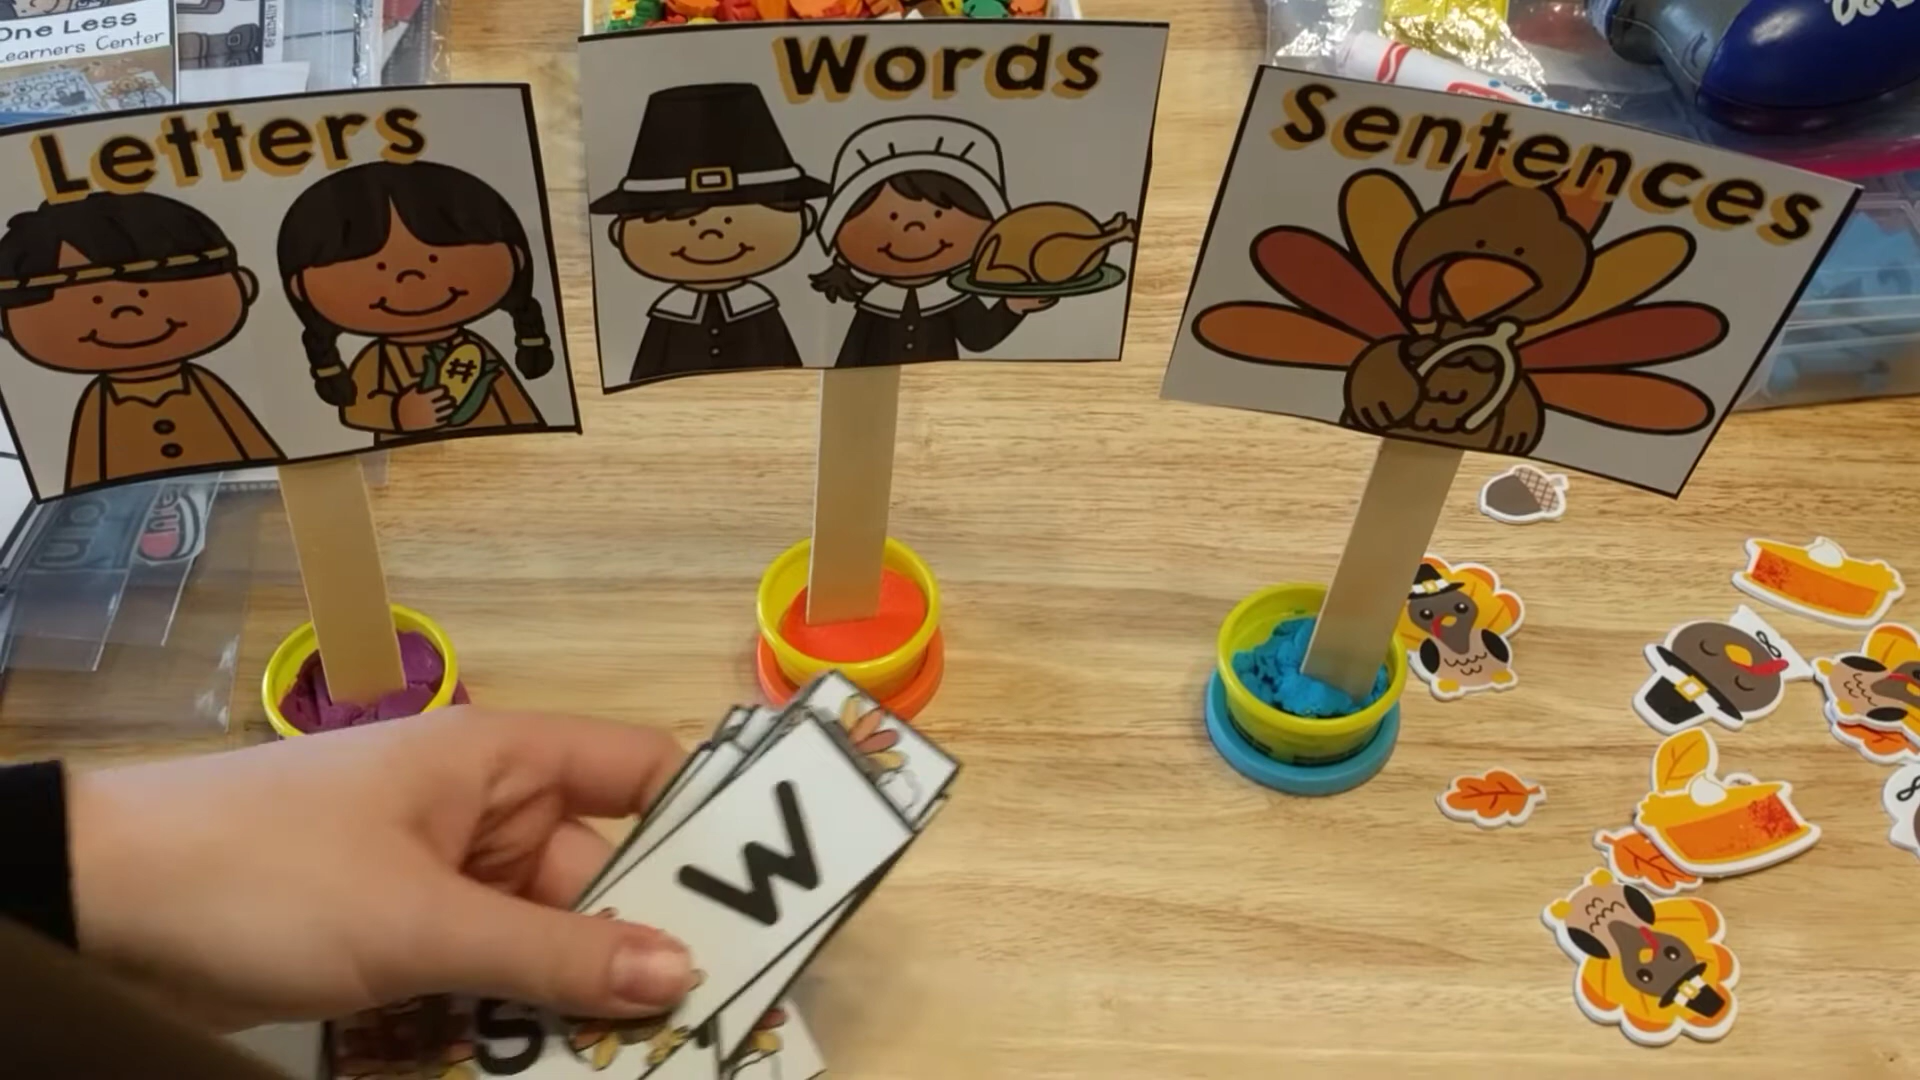 One Less
Learners Center
Letters
Words
Sentences
#
W
S